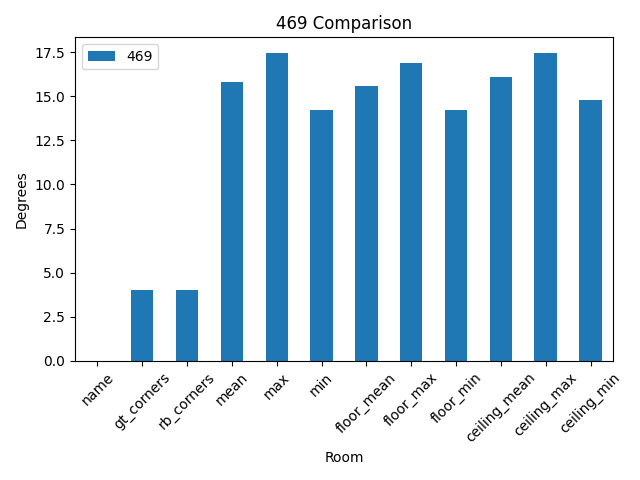 469 Comparison
469
Degrees
17.5
15.0
12.5
10.0
7.5
5.0
2.5
0.0
name
gt_corners
rb_corners
mean
max
min
floor_mean
floor_max
floor_min
ceiling_mean
ceiling_max
ceiling_min
Room